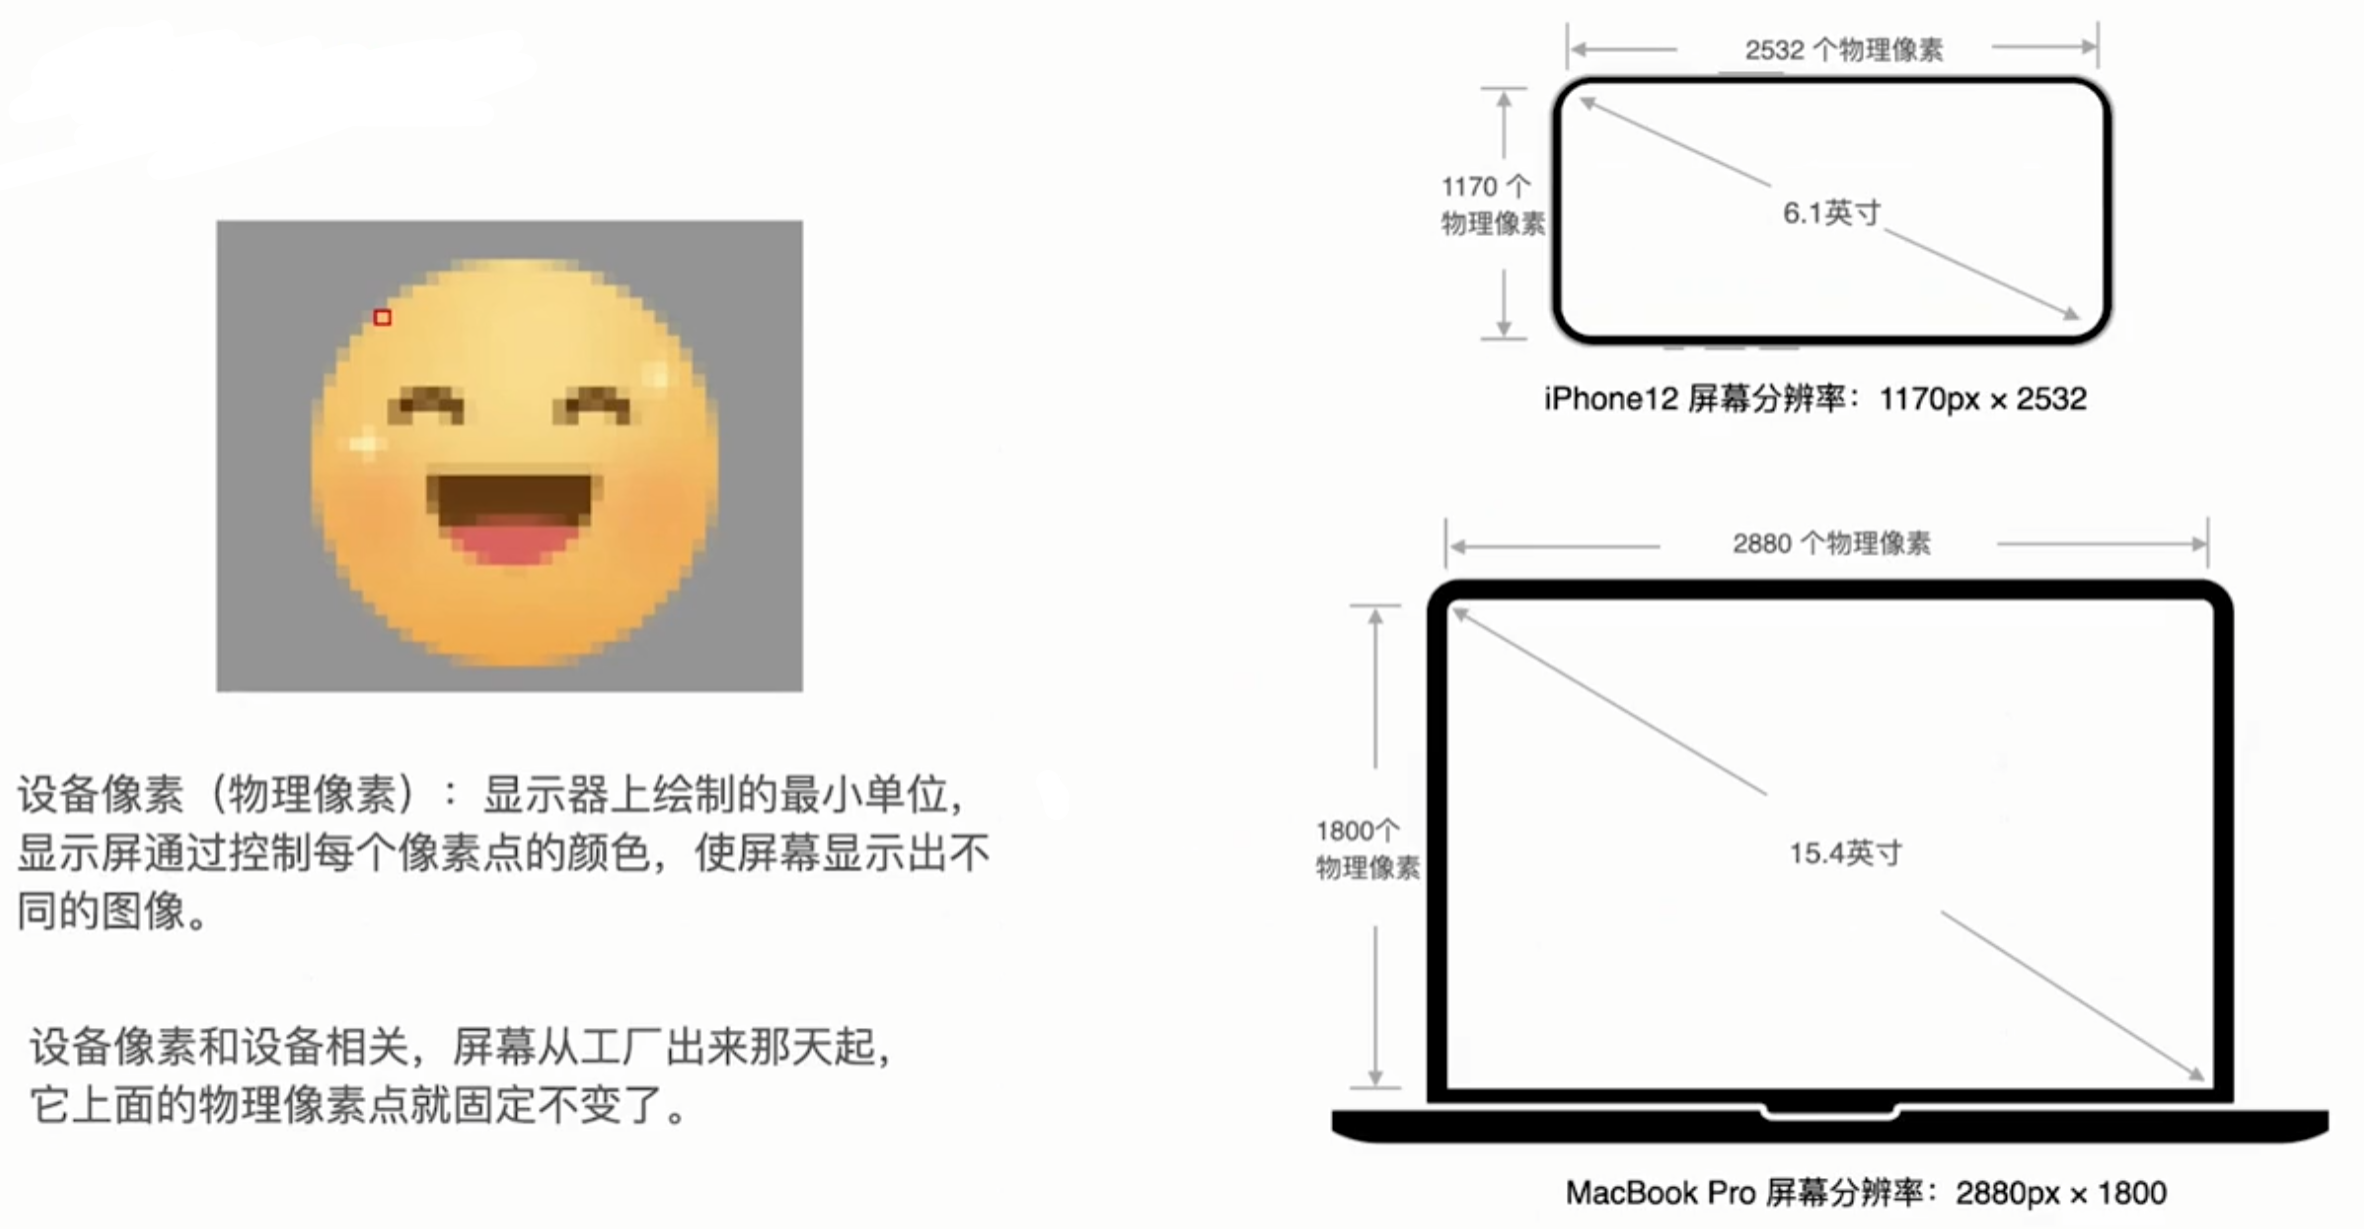 设备像素（物理像素）：显示器上绘制的最小单位，
显示屏通过控制每个像素点的颜色，使屏幕显示出不
同的图像。
设备像素和设备相关，屏幕从工厂出来那天起，
它上面的物理像素点就固定不变了。
2532 个物理像素
1170 个
物理像素
6.1英寸
iPhone12 屏幕分辨率：1170px × 2532
2880 个物理像素
1800个
物理像素
15.4英寸
MacBook Pro 屏幕分辨率：2880px × 1800